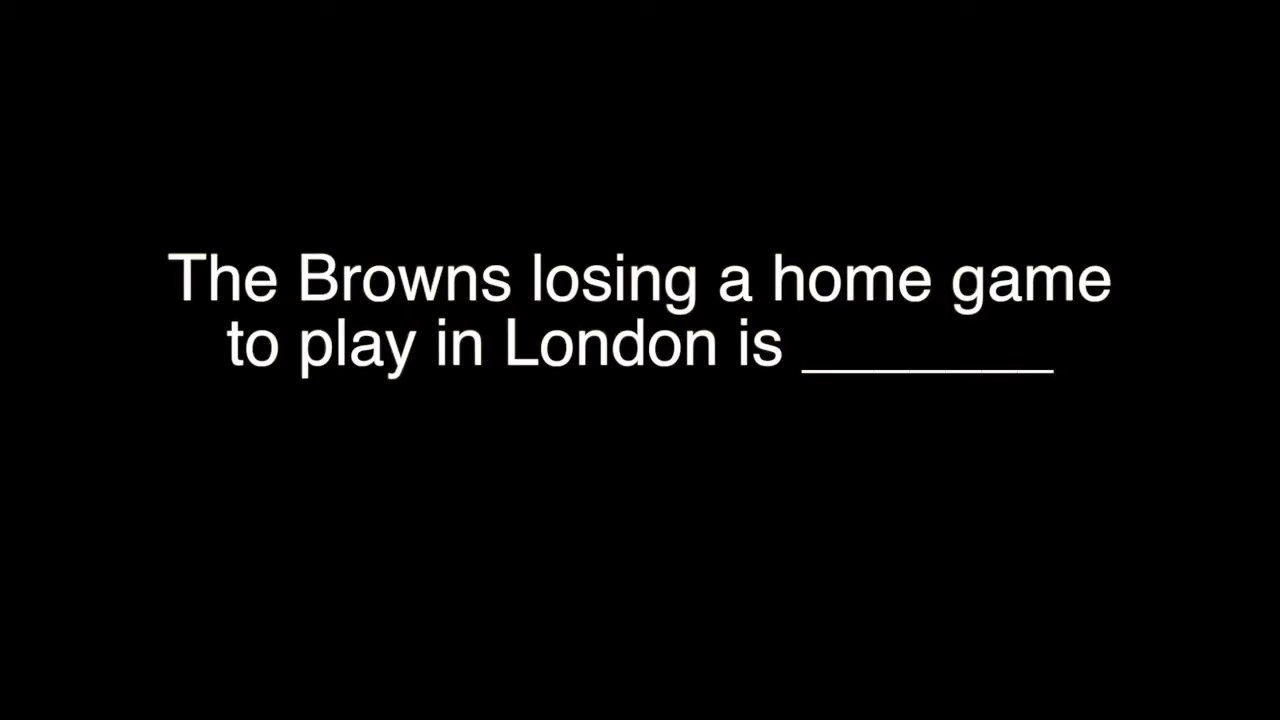 The Browns losing a home game
to play in London is ________